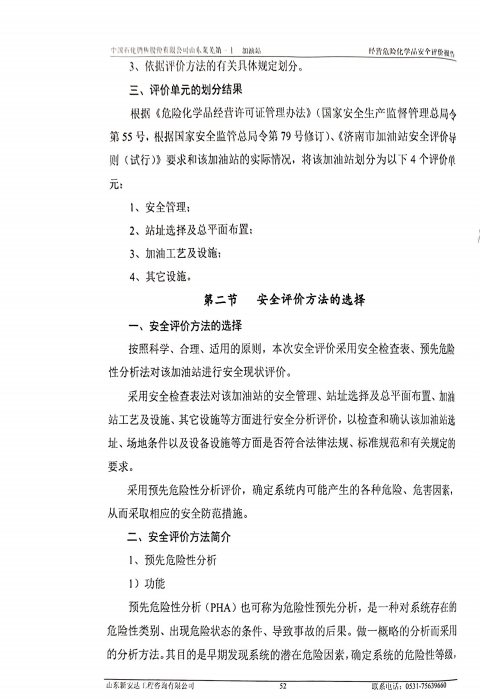 中国石化销售股份有限公司山东莱芜第一十 加油站 经营危险化学品安全评价报告
3、依据评价方法的有关具体规定划分。
三、评价单元的划分结果
根据《危险化学品经营许可证管理办法》（国家安全生产监督管理总局令
第 55 号，根据国家安全监管总局令第 79 号修订）、《济南市加油站安全评价导
则（试行）》要求和该加油站的实际情况，将该加油站划分为以下 4 个评价单
元：
1、安全管理；
2、站址选择及总平面布置；
3、加油工艺及设施；
4、其它设施。
第二节 安全评价方法的选择
一、安全评价方法的选择
按照科学、合理、适用的原则，本次安全评价采用安全检查表、预先危险
性分析法对该加油站进行安全现状评价。
采用安全检查表法对该加油站的安全管理、站址选择及总平面布置、加油
站工艺及设施、其它设施等方面进行安全分析评价，以检查和确认该加油站选
址、场地条件以及设备设施等方面是否符合法律法规、标准规范和有关规定的
要求。
采用预先危险性分析评价，确定系统内可能产生的各种危险、危害因素，
从而采取相应的安全防范措施。
二、安全评价方法简介
1、预先危险性分析
1）功能
预先危险性分析（PHA）也可称为危险性预先分析，是一种对系统存在的
危险性类别、出现危险状态的条件、导致事故的后果。做一概略的分析而采用
的分析方法。其目的是早期发现系统的潜在危险因素，确定系统的危险性等级，
山东新安达工程咨询有限公司 52 联系电话：0531-75639660